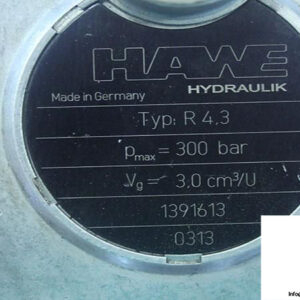 HAWE
HYDRAULIK
Made in Germany
Typ: R 4.3
pmax = 300 bar
Vg = 3,0 cm³/U
1391613
0313